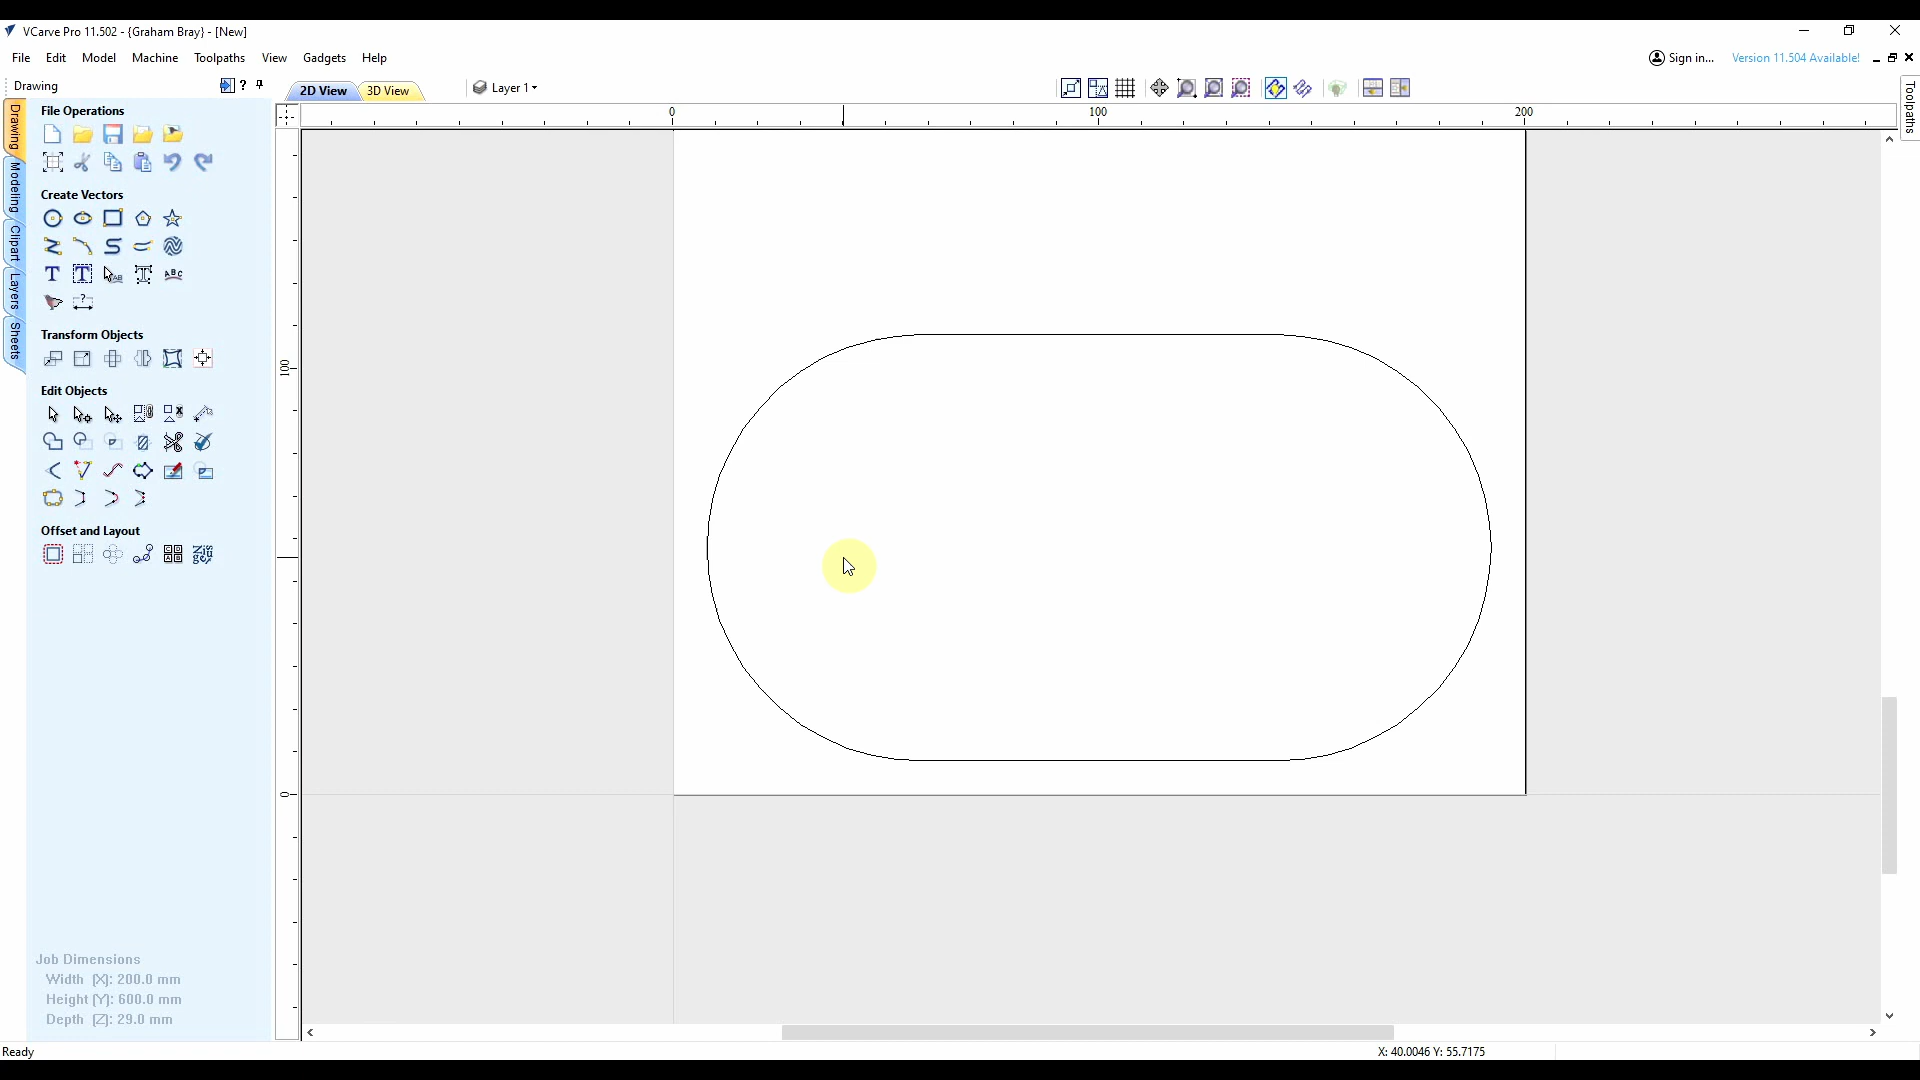 VCarve Pro 11.502 - {Graham Bray} - [New]
File Edit Model Machine Toolpaths View Gadgets Help
Sign in... Version 11.504 Available!
Drawing
?
2D View 3D View Layer 1
Toolpaths
Drawing
Modeling
Clipart
Layers
Sheets
File Operations
Create Vectors
Transform Objects
Edit Objects
Offset and Layout
0 100 200
100
0
Job Dimensions
Width (X): 200.0 mm
Height (Y): 600.0 mm
Depth (Z): 29.0 mm
Ready
X: 40.0046 Y: 55.7175